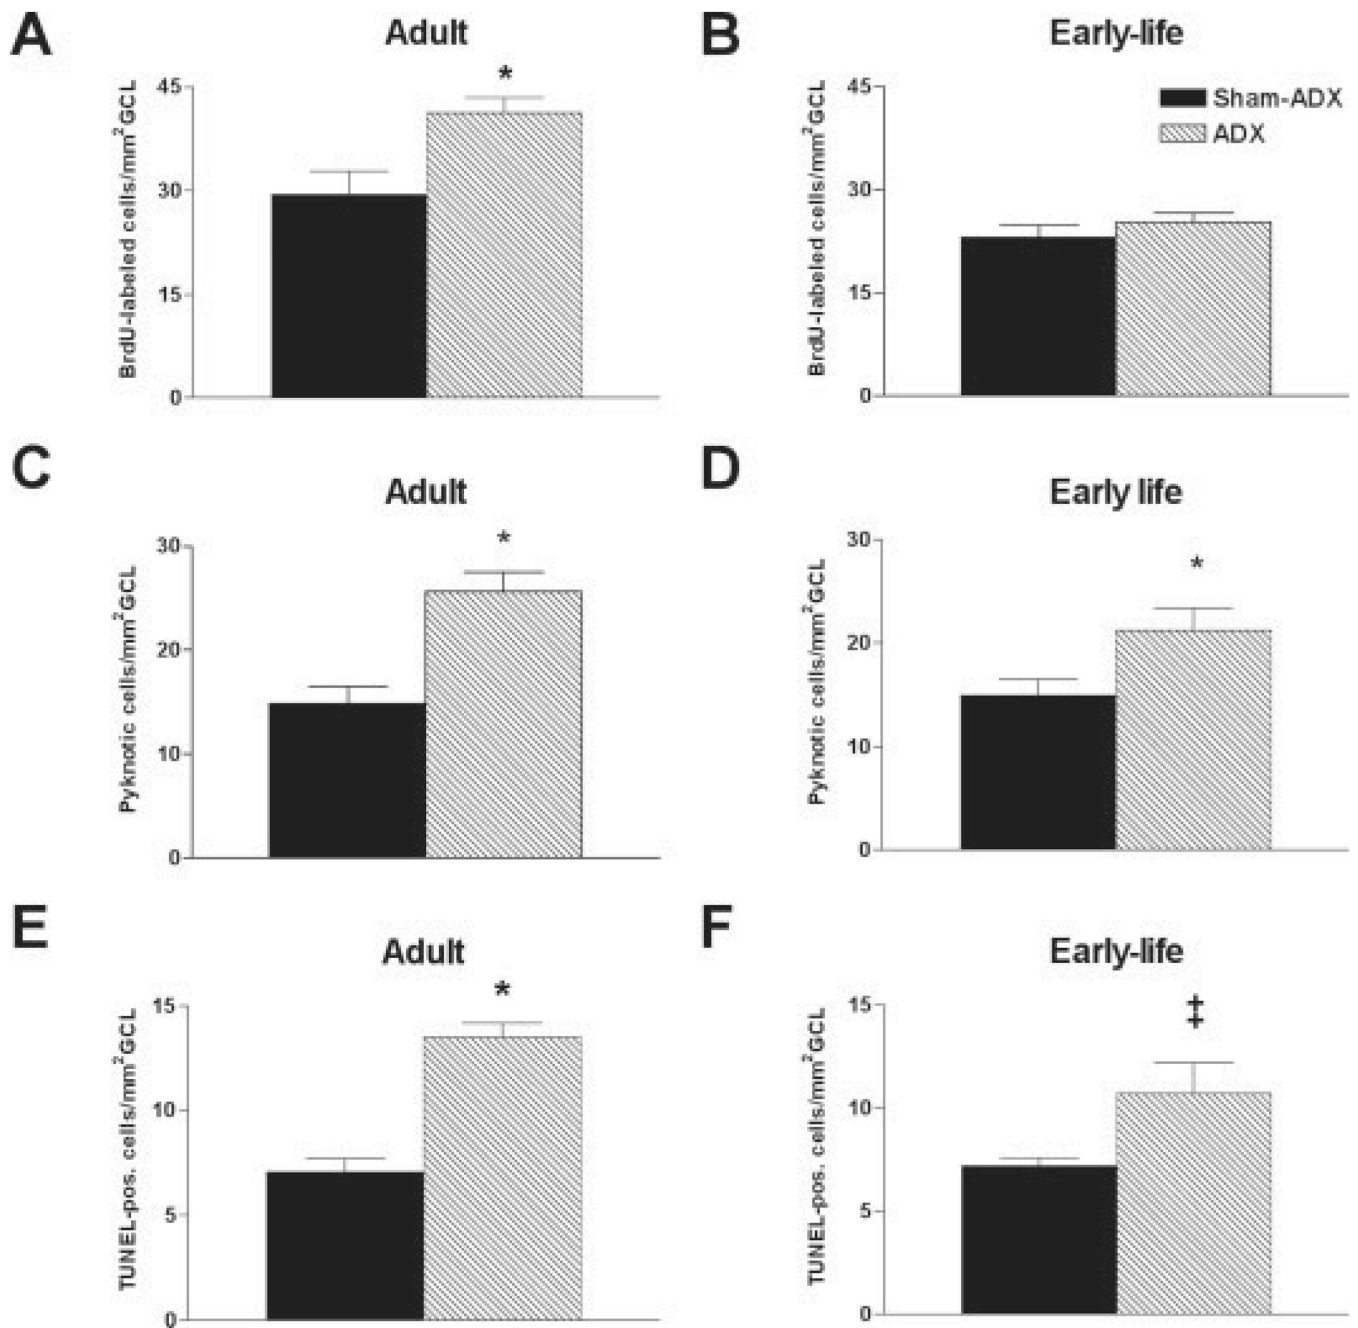 A
Adult
*
BrdU-labeled cells/mm²GCL
45
30
15
0
B
Early-life
BrdU-labeled cells/mm²GCL
45
30
15
0
Sham-ADX
ADX
C
Adult
*
Pyknotic cells/mm²GCL
30
20
10
0
D
Early life
*
Pyknotic cells/mm²GCL
30
20
10
0
E
Adult
*
TUNEL-pos. cells/mm²GCL
15
10
5
0
F
Early-life
‡
TUNEL-pos. cells/mm²GCL
15
10
5
0